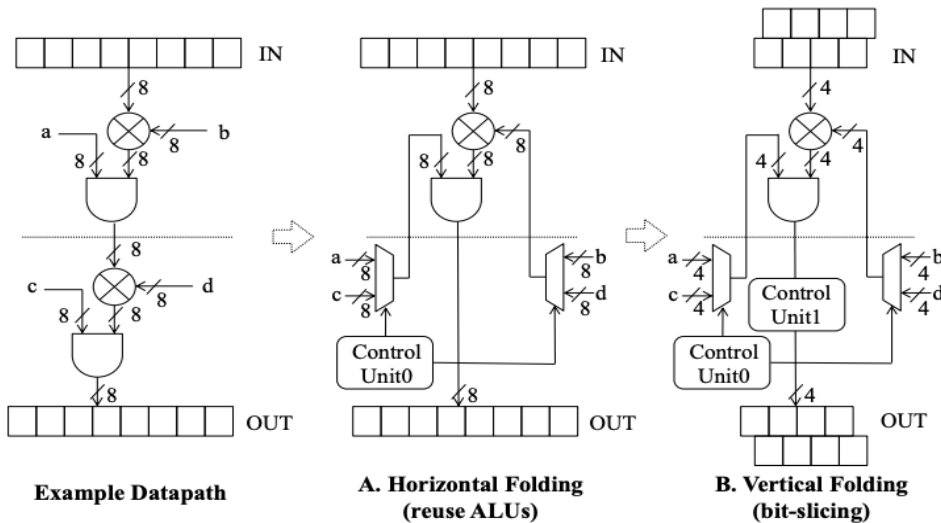 IN
8
a
8
8
8
b
8
c
8
8
8
d
8
OUT
Example Datapath
IN
8
8
8
8
a
8
c
8
b
8
d
8
Control
Unit0
8
OUT
A. Horizontal Folding
(reuse ALUs)
IN
4
4
4
4
a
4
c
4
b
4
d
4
Control
Unit1
Control
Unit0
4
OUT
B. Vertical Folding
(bit-slicing)